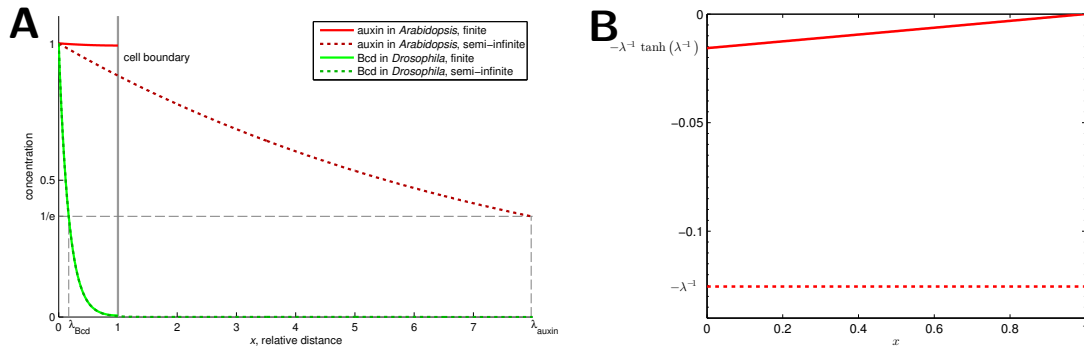 A
auxin in Arabidopsis, finite
auxin in Arabidopsis, semi-infinite
Bcd in Drosophila, finite
Bcd in Drosophila, semi-infinite
cell boundary
concentration
1
0.5
1/e
0
0 λBcd 1 2 3 4 5 6 7 λauxin
x, relative distance
B
0
−λ⁻¹ tanh (λ⁻¹)
−0.05
−0.1
−λ⁻¹
0 0.2 0.4 0.6 0.8 1
x